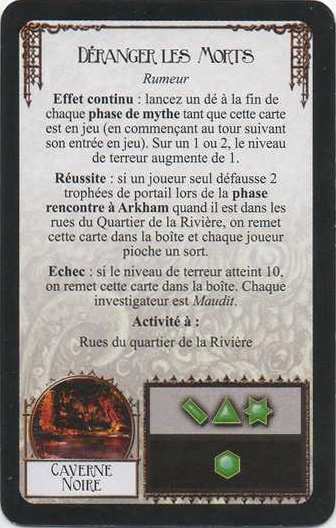 DÉRANGER LES MORTS
Rumeur
Effet continu : lancez un dé à la fin de
chaque phase de mythe tant que cette carte
est en jeu (en commençant au tour suivant
son entrée en jeu). Sur un 1 ou 2, le niveau
de terreur augmente de 1.
Réussite : si un joueur seul défausse 2
trophées de portail lors de la phase
rencontre à Arkham quand il est dans les
rues du Quartier de la Rivière, on remet
cette carte dans la boîte et chaque joueur
pioche un sort.
Echec : si le niveau de terreur atteint 10,
on remet cette carte dans la boîte. Chaque
investigateur est Maudit.
Activité à :
Rues du quartier de la Rivière
CAVERNE
NOIRE